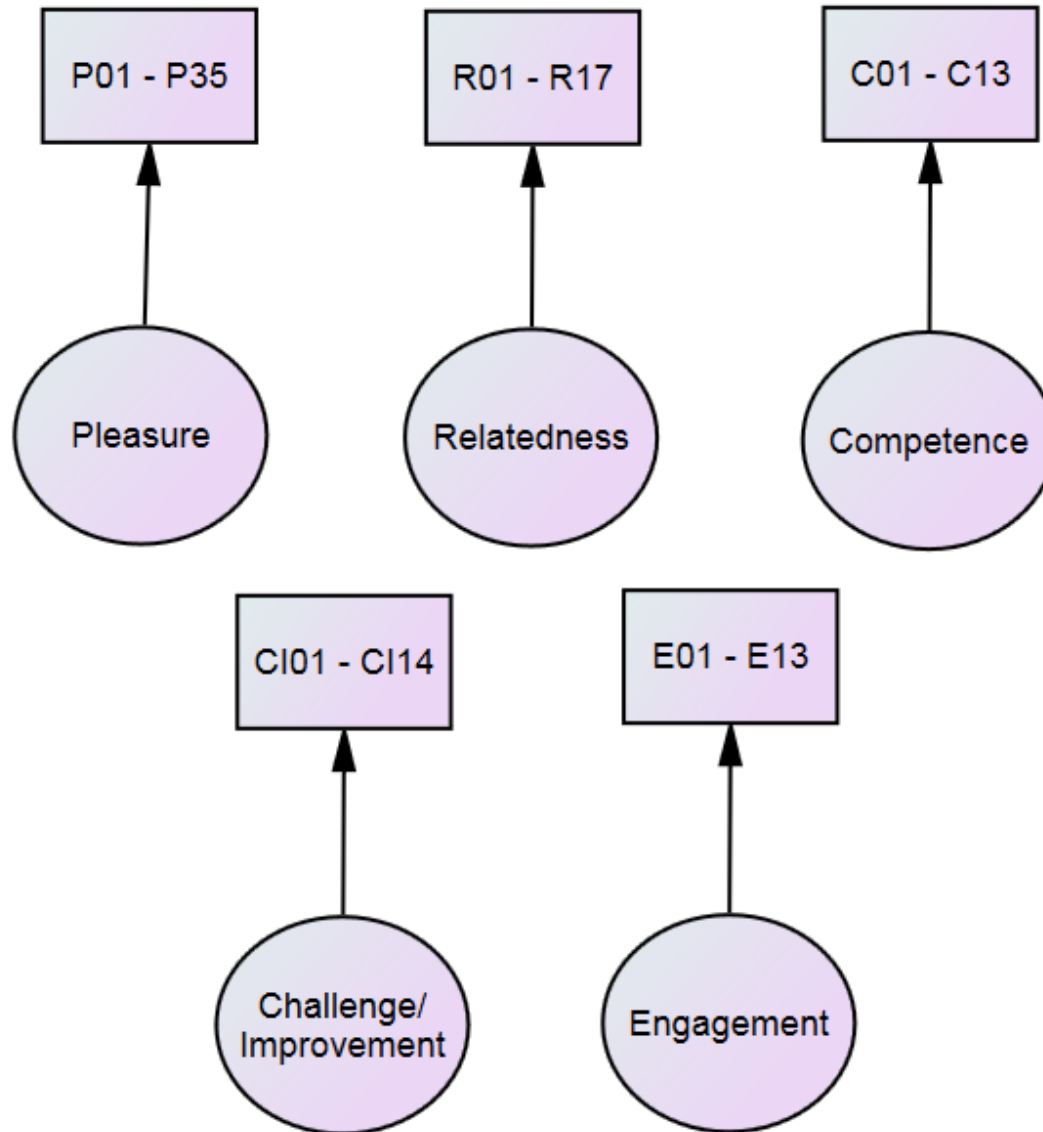 P01 - P35
R01 - R17
C01 - C13
Pleasure
Relatedness
Competence
CI01 - CI14
E01 - E13
Challenge/
Improvement
Engagement